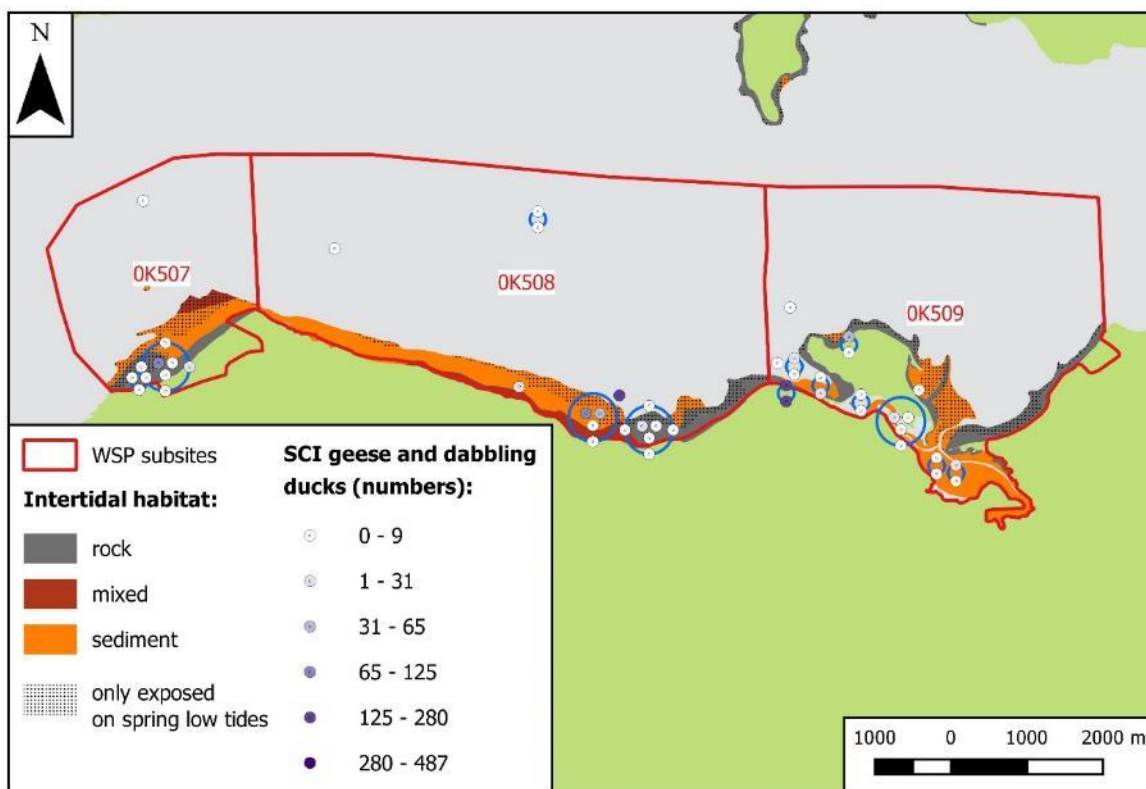 N
0K507
0K508
0K509
WSP subsites
Intertidal habitat:
rock
mixed
sediment
only exposed
on spring low tides
SCI geese and dabbling
ducks (numbers):
0 - 9
1 - 31
31 - 65
65 - 125
125 - 280
280 - 487
1000 0 1000 2000 m